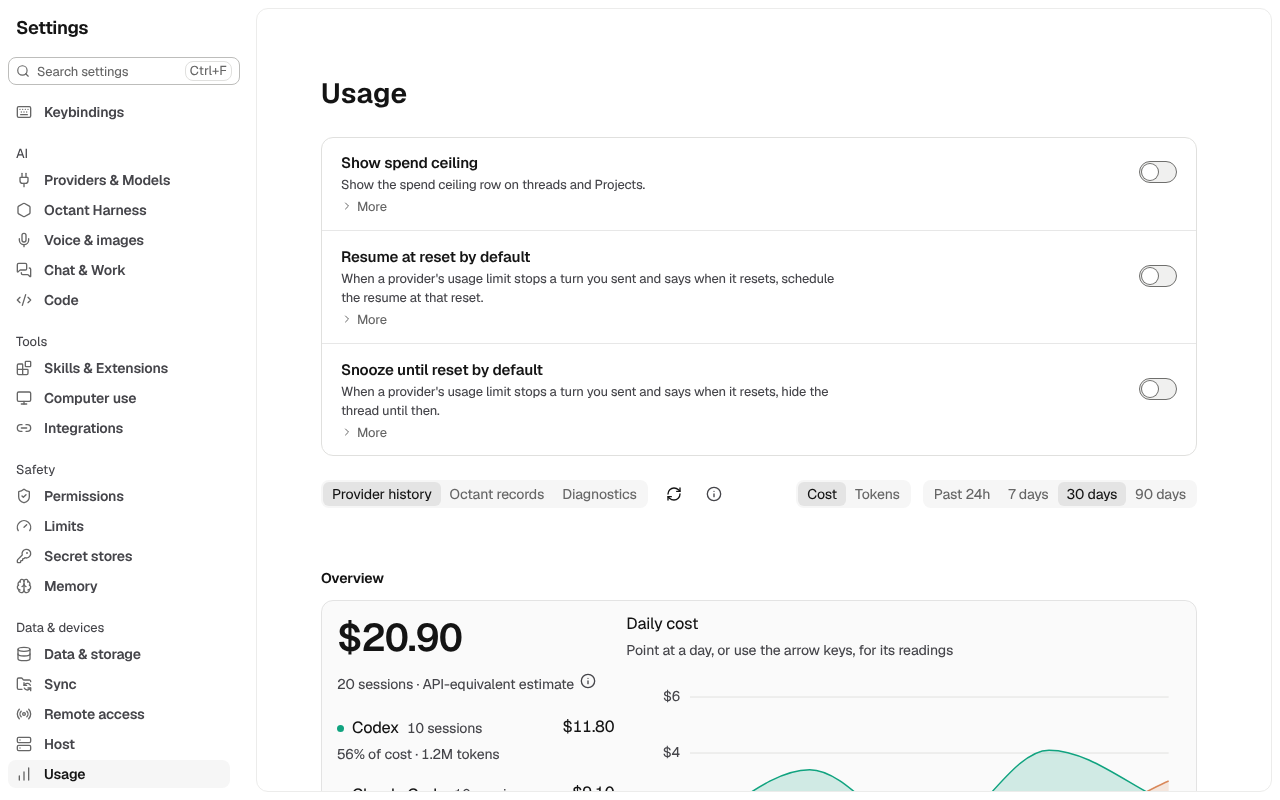 Settings
Search settings
Ctrl+F
Keybindings
AI
Providers & Models
Octant Harness
Voice & images
Chat & Work
Code
Tools
Skills & Extensions
Computer use
Integrations
Safety
Permissions
Limits
Secret stores
Memory
Data & devices
Data & storage
Sync
Remote access
Host
Usage
Usage
Show spend ceiling
Show the spend ceiling row on threads and Projects.
More
Resume at reset by default
When a provider's usage limit stops a turn you sent and says when it resets, schedule
the resume at that reset.
More
Snooze until reset by default
When a provider's usage limit stops a turn you sent and says when it resets, hide the
thread until then.
More
Provider history Octant records Diagnostics
Cost Tokens
Past 24h 7 days 30 days 90 days
Overview
$20.90
20 sessions · API-equivalent estimate
Codex 10 sessions $11.80
56% of cost · 1.2M tokens
Daily cost
Point at a day, or use the arrow keys, for its readings
$6
$4